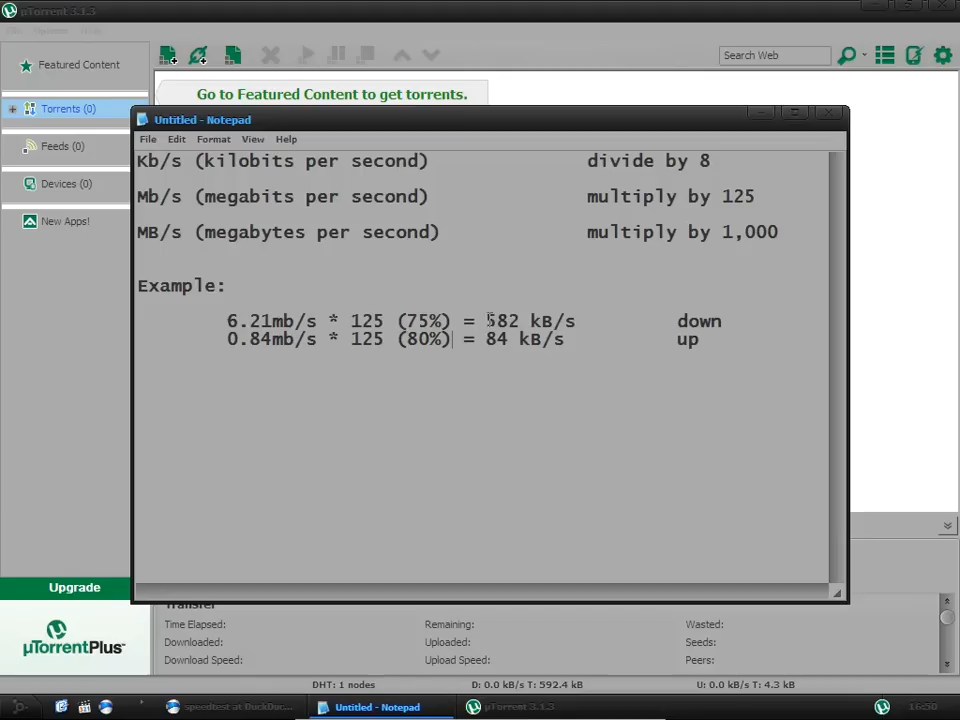 µTorrent 3.1.3
Search Web
Featured Content
Go to Featured Content to get torrents.
Torrents (0)
Untitled - Notepad
File Edit Format View Help
Feeds (0)
Devices (0)
New Apps!
Kb/s (kilobits per second) divide by 8
Mb/s (megabits per second) multiply by 125
MB/s (megabytes per second) multiply by 1,000
Example:
6.21mb/s * 125 (75%) = 582 kB/s down
0.84mb/s * 125 (80%) = 84 kB/s up
Upgrade
µTorrentPlus
Transfer
Time Elapsed: Remaining: Wasted:
Downloaded: Uploaded: Seeds:
Download Speed: Upload Speed: Peers:
DHT: 1 nodes D: 0.0 kB/s T: 592.4 kB U: 0.0 kB/s T: 4.3 kB
speedtest at DuckDuc... Untitled - Notepad µTorrent 3.1.3 16:50